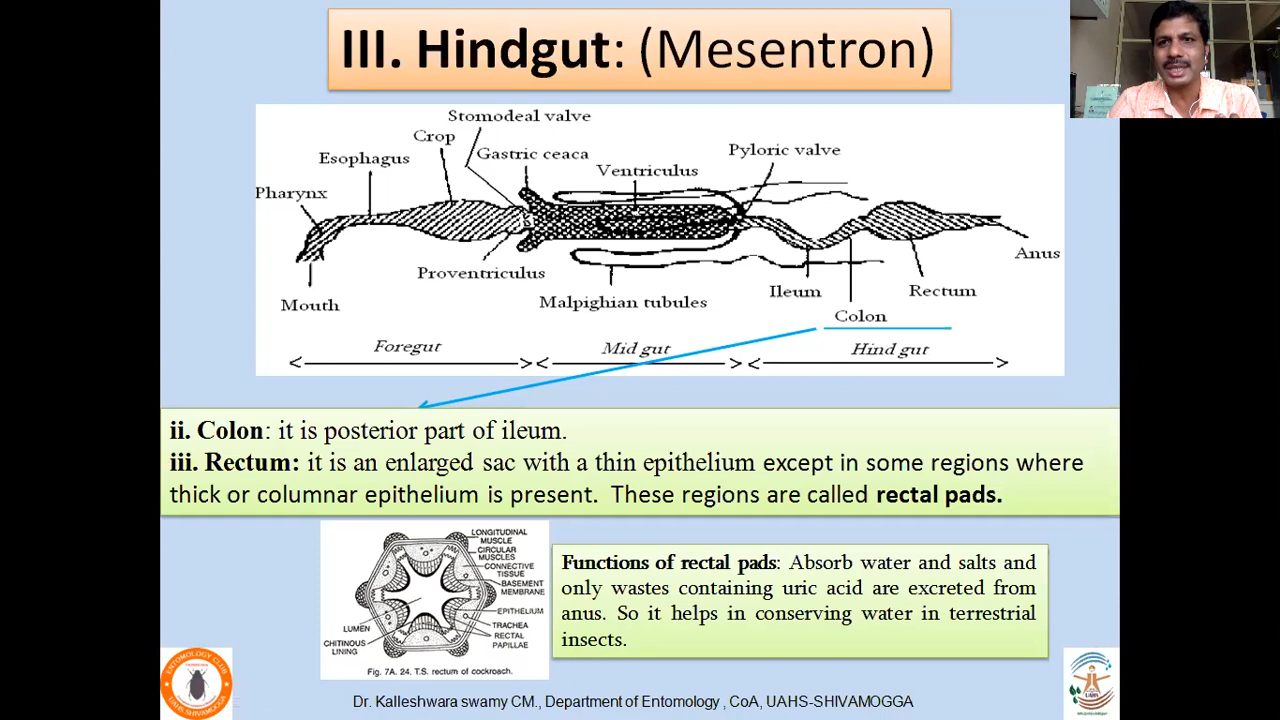 III. Hindgut: (Mesentron)
Stomodeal valve
Crop
Gastric ceaca
Pyloric valve
Esophagus
Ventriculus
Pharynx
Proventriculus
Anus
Mouth
Malpighian tubules
Ileum
Rectum
Colon
Foregut
Mid gut
Hind gut
ii. Colon: it is posterior part of ileum.
iii. Rectum: it is an enlarged sac with a thin epithelium except in some regions where
thick or columnar epithelium is present. These regions are called rectal pads.
LONGITUDINAL
MUSCLE
CIRCULAR
MUSCLES
CONNECTIVE
TISSUE
BASEMENT
MEMBRANE
EPITHELIUM
TRACHEA
RECTAL
PAPILLAE
LUMEN
CHITINOUS
LINING
Fig. 7A. 24. T.S. rectum of cockroach.
Functions of rectal pads: Absorb water and salts and
only wastes containing uric acid are excreted from
anus. So it helps in conserving water in terrestrial
insects.
ENTOMOLOGY CLUB
UAHS SHIVAMOGGA
UAHS
Dr Kalleshwara swamy CM., Department of Entomology , CoA, UAHS-SHIVAMOOGA